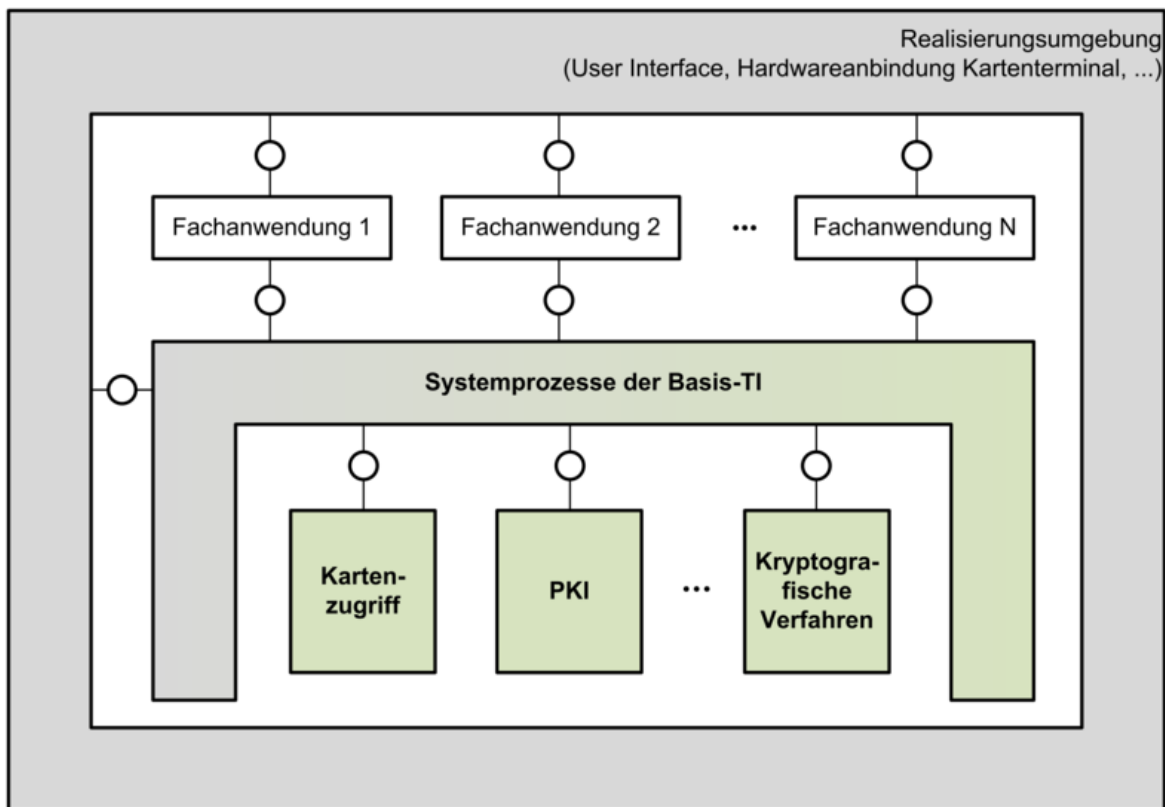 Realisierungsumgebung
(User Interface, Hardwareanbindung Kartenterminal, ...)
Fachanwendung 1
Fachanwendung 2
...
Fachanwendung N
Systemprozesse der Basis-TI
Karten-
zugriff
PKI
...
Kryptogra-
fische
Verfahren